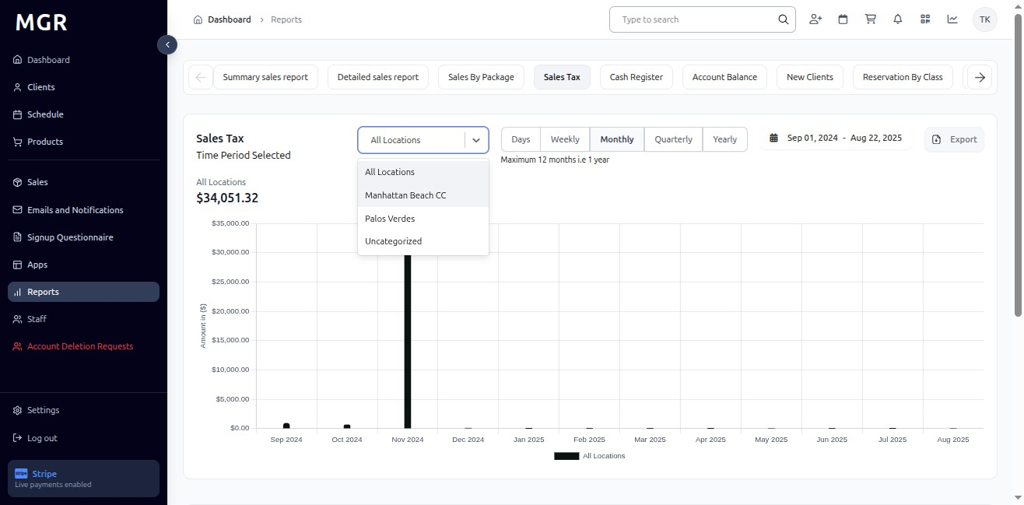 MGR
Dashboard
Clients
Schedule
Products
Sales
Emails and Notifications
Signup Questionnaire
Apps
Reports
Staff
Account Deletion Requests
Settings
Log out
Stripe
Live payments enabled
Dashboard > Reports
Type to search
TK
Summary sales report
Detailed sales report
Sales By Package
Sales Tax
Cash Register
Account Balance
New Clients
Reservation By Class
Sales Tax
Time Period Selected
All Locations
All Locations
Manhattan Beach CC
Palos Verdes
Uncategorized
Days
Weekly
Monthly
Quarterly
Yearly
Maximum 12 months i.e 1 year
Sep 01, 2024 - Aug 22, 2025
Export
All Locations
$34,051.32
Amount in ($)
$35,000.00
$30,000.00
$25,000.00
$20,000.00
$15,000.00
$10,000.00
$5,000.00
$0.00
Sep 2024
Oct 2024
Nov 2024
Dec 2024
Jan 2025
Feb 2025
Mar 2025
Apr 2025
May 2025
Jun 2025
Jul 2025
Aug 2025
All Locations